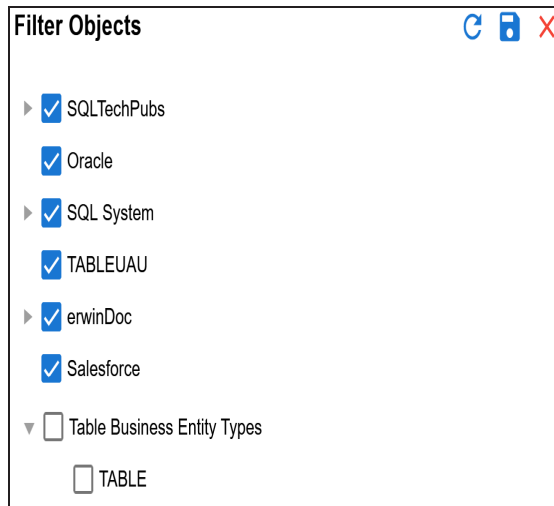 Filter Objects
SQLTechPubs
Oracle
SQL System
TABLEUAU
erwinDoc
Salesforce
Table Business Entity Types
TABLE